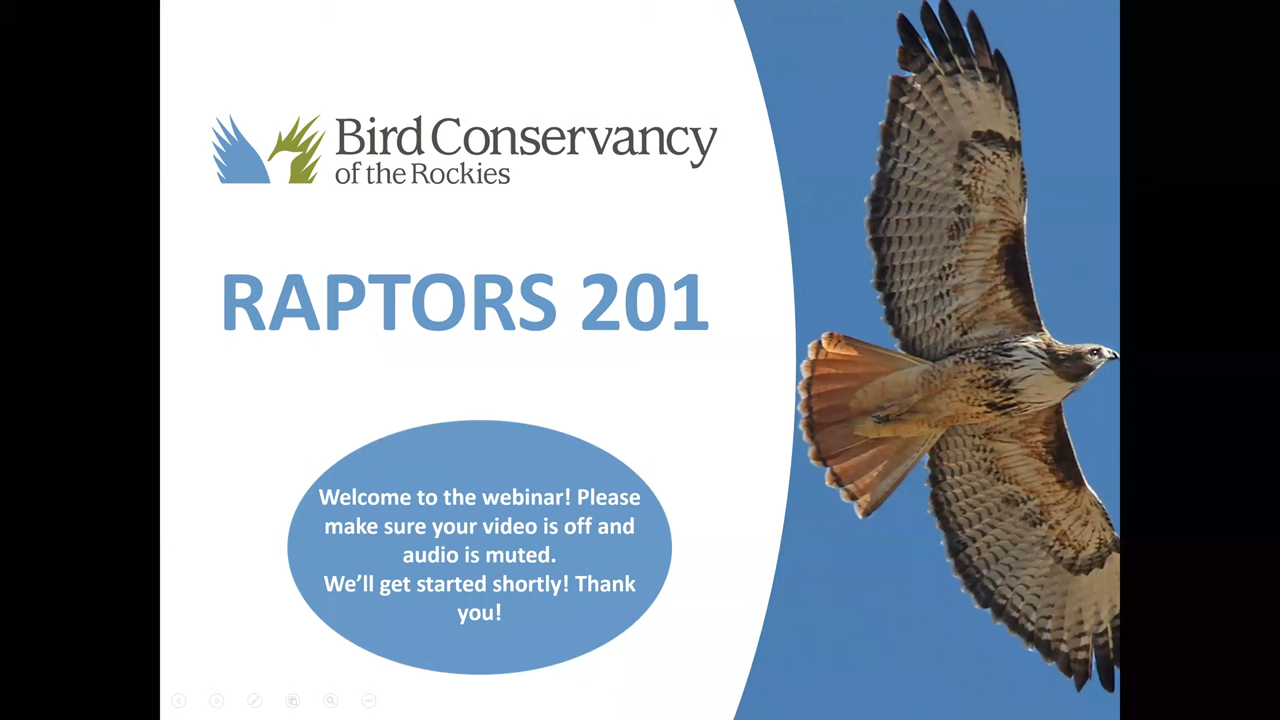 Bird Conservancy
of the Rockies
RAPTORS 201
Welcome to the webinar! Please
make sure your video is off and
audio is muted.
We’ll get started shortly! Thank
you!